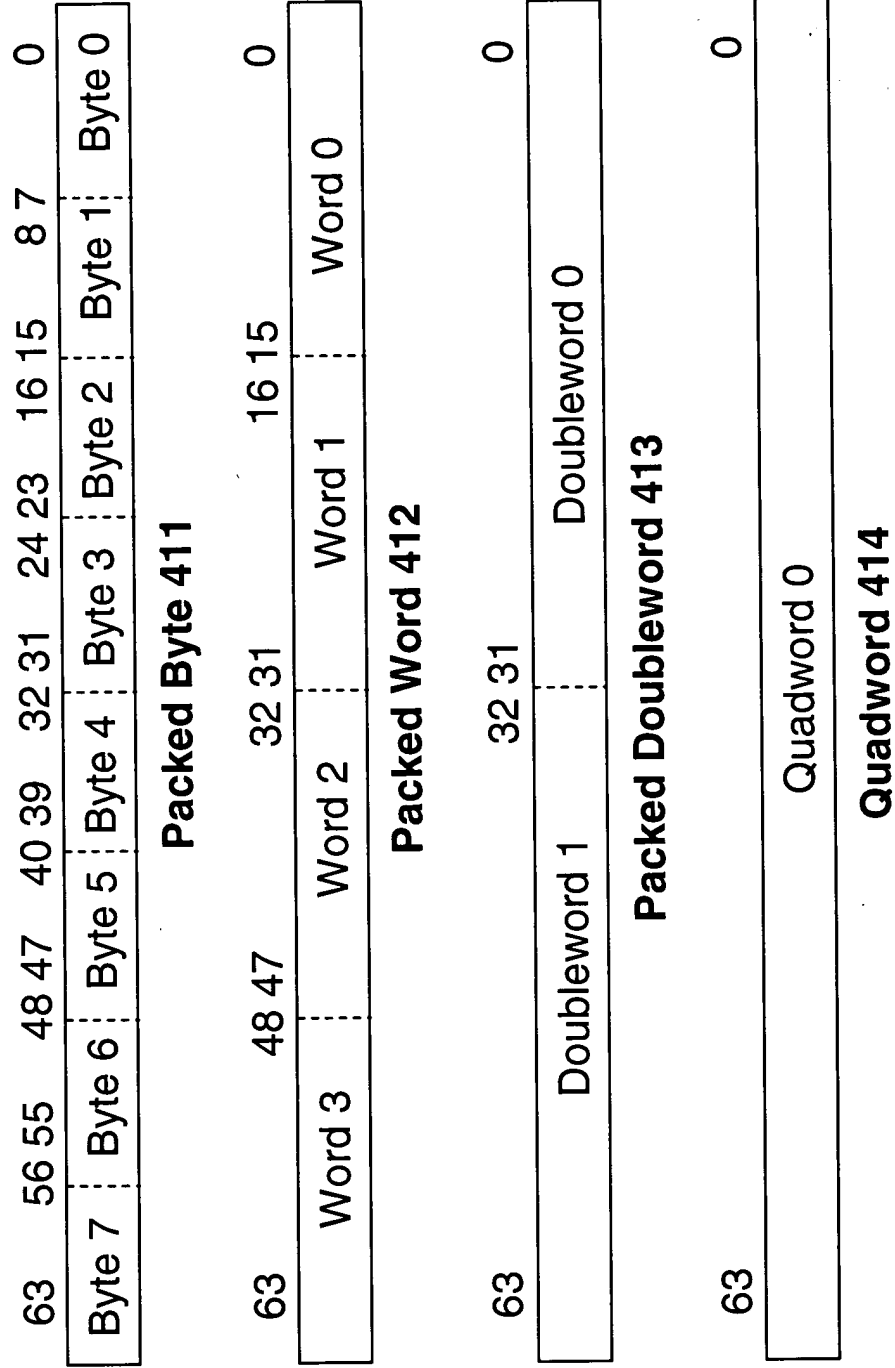 63 56 55 48 47 40 39 32 31 24 23 16 15 8 7 0
Byte 7 Byte 6 Byte 5 Byte 4 Byte 3 Byte 2 Byte 1 Byte 0
Packed Byte 411
63 48 47 32 31 16 15 0
Word 3 Word 2 Word 1 Word 0
Packed Word 412
63 32 31 0
Doubleword 1 Doubleword 0
Packed Doubleword 413
63 0
Quadword 0
Quadword 414